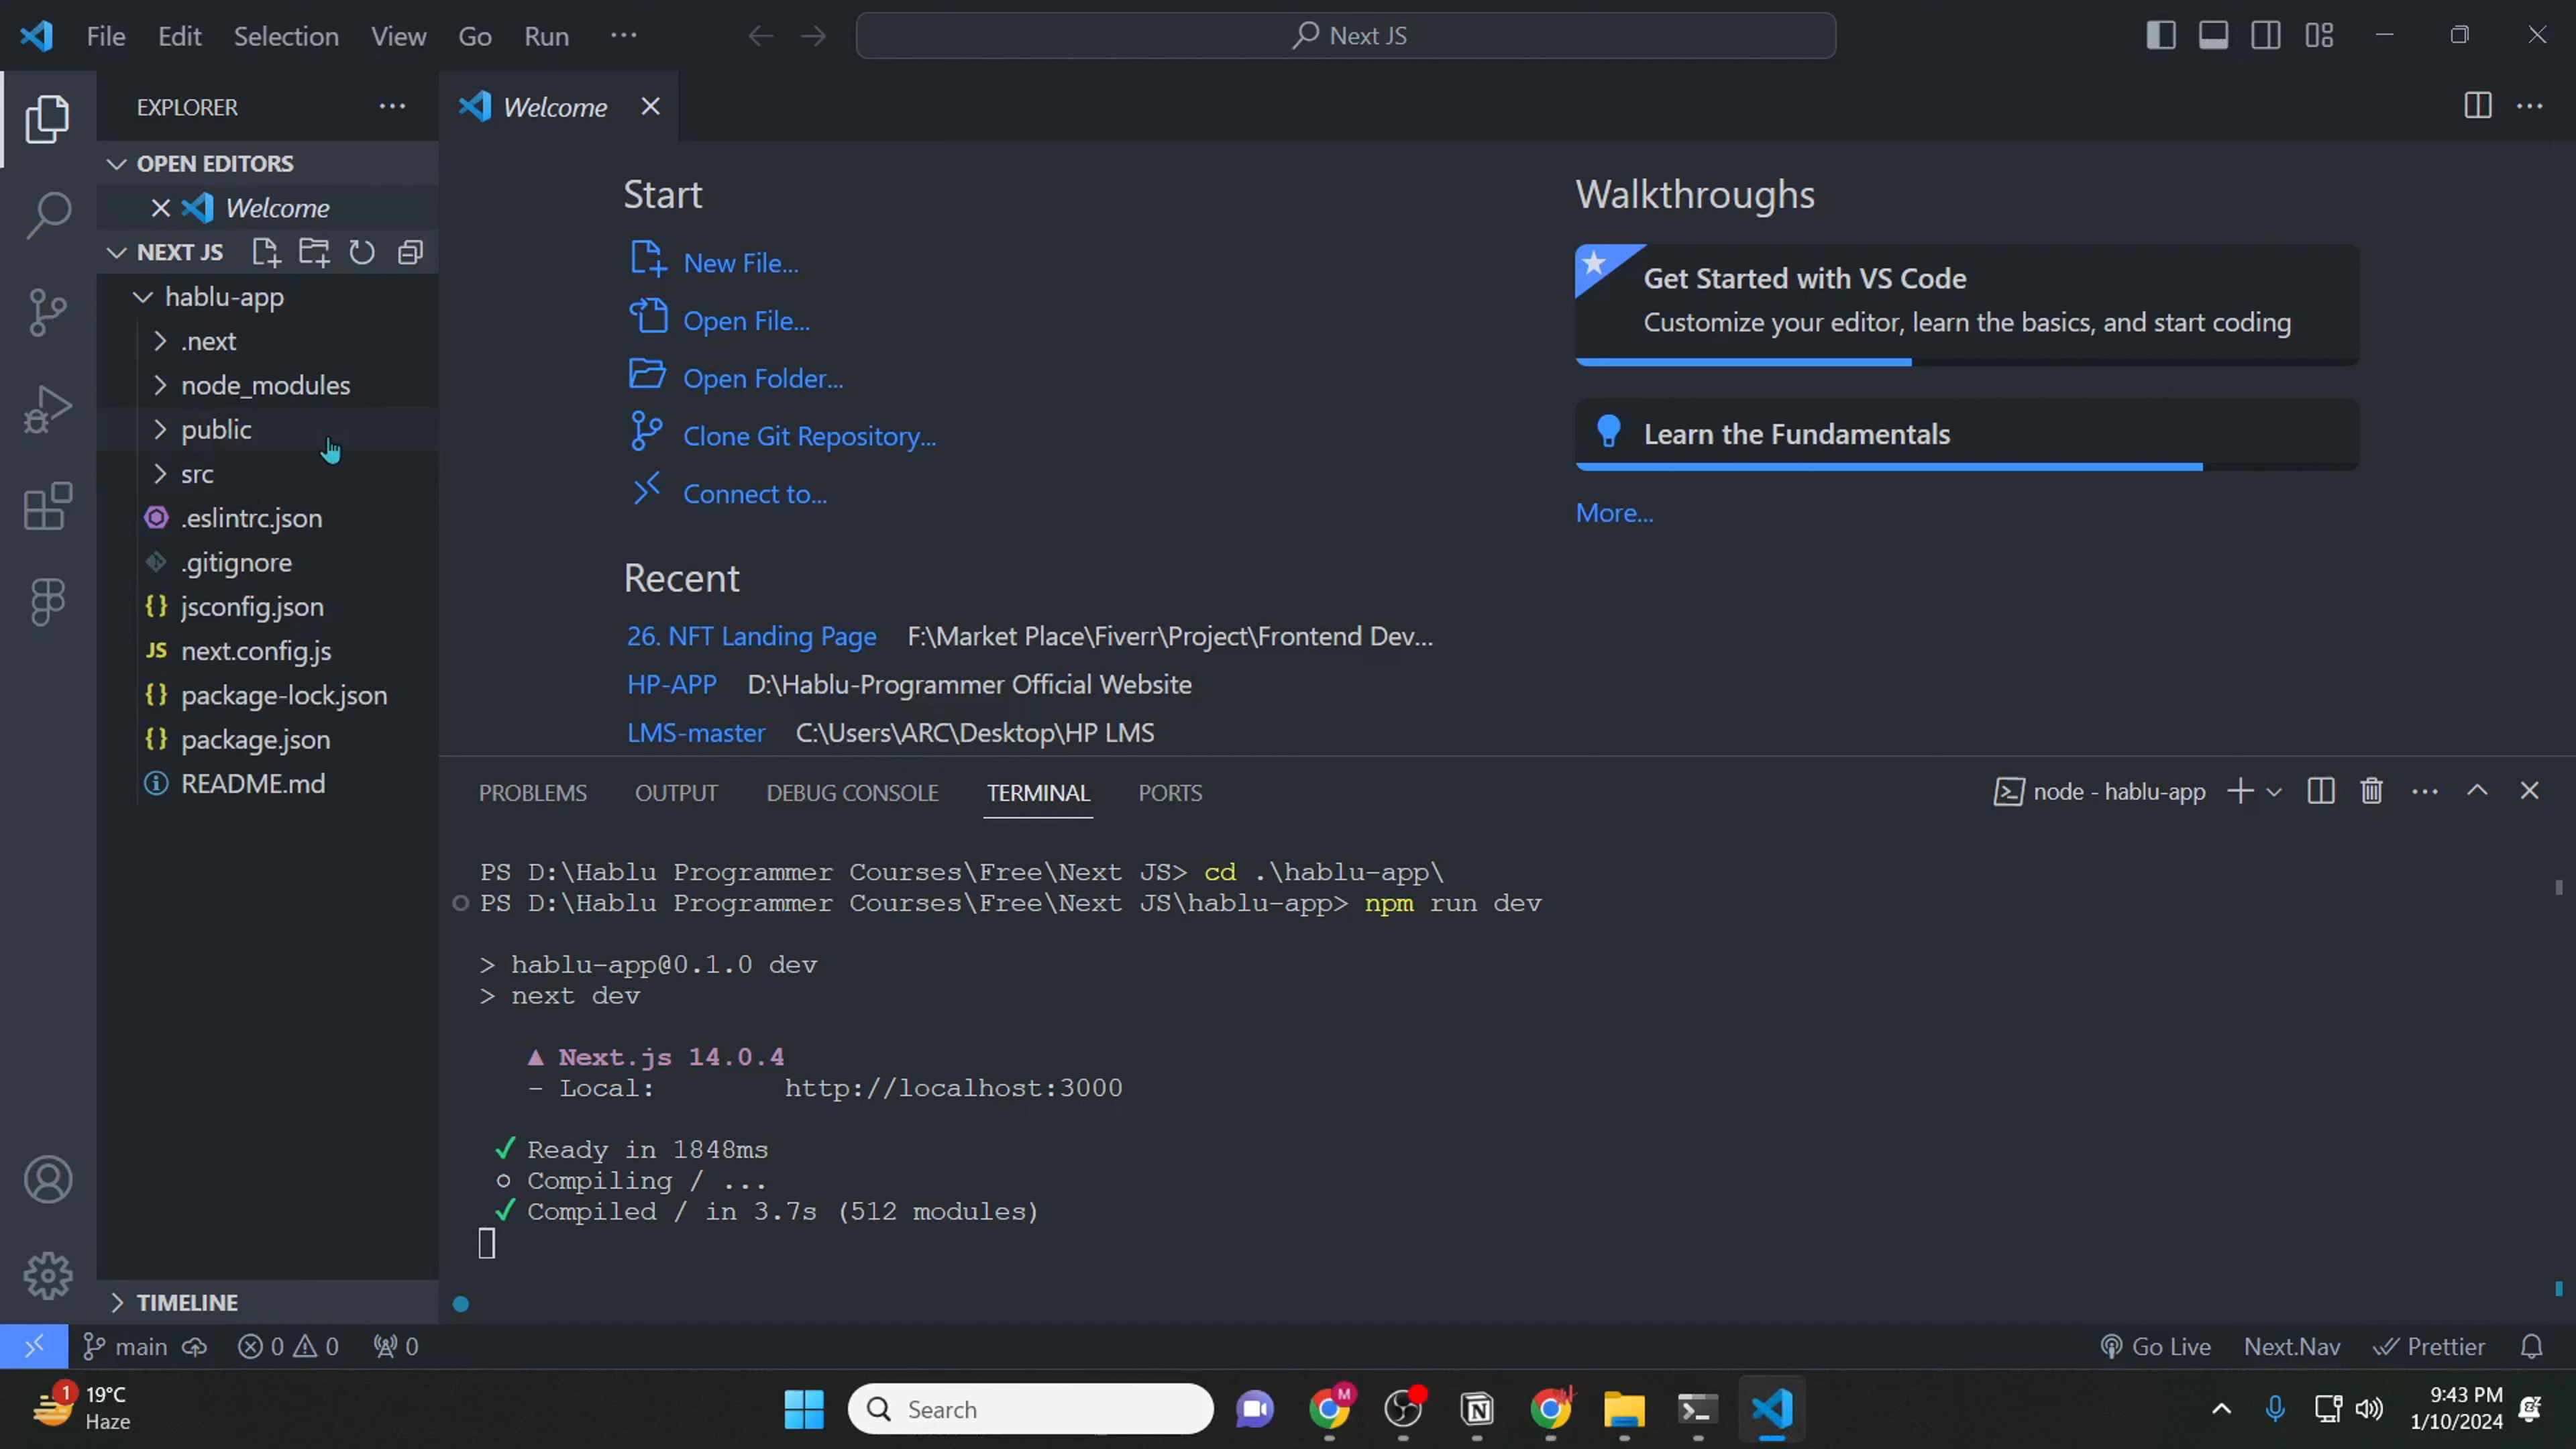 File Edit Selection View Go Run ··· Next JS
EXPLORER ···
OPEN EDITORS
Welcome
NEXT JS
hablu-app
.next
node_modules
public
src
.eslintrc.json
.gitignore
{} jsconfig.json
JS next.config.js
{} package-lock.json
{} package.json
README.md
TIMELINE
Welcome
Start
New File...
Open File...
Open Folder...
Clone Git Repository...
Connect to...
Recent
26. NFT Landing Page F:\Market Place\Fiverr\Project\Frontend Dev...
HP-APP D:\Hablu-Programmer Official Website
LMS-master C:\Users\ARC\Desktop\HP LMS
Walkthroughs
Get Started with VS Code
Customize your editor, learn the basics, and start coding
Learn the Fundamentals
More...
PROBLEMS OUTPUT DEBUG CONSOLE TERMINAL PORTS node - hablu-app
PS D:\Hablu Programmer Courses\Free\Next JS> cd .\hablu-app\
PS D:\Hablu Programmer Courses\Free\Next JS\hablu-app> npm run dev
> hablu-app@0.1.0 dev
> next dev
▲ Next.js 14.0.4
- Local: http://localhost:3000
✓ Ready in 1848ms
○ Compiling / ...
✓ Compiled / in 3.7s (512 modules)
main 0 0 0 Go Live Next.Nav Prettier
1 19°C
Haze
Search
M
9:43 PM
1/10/2024